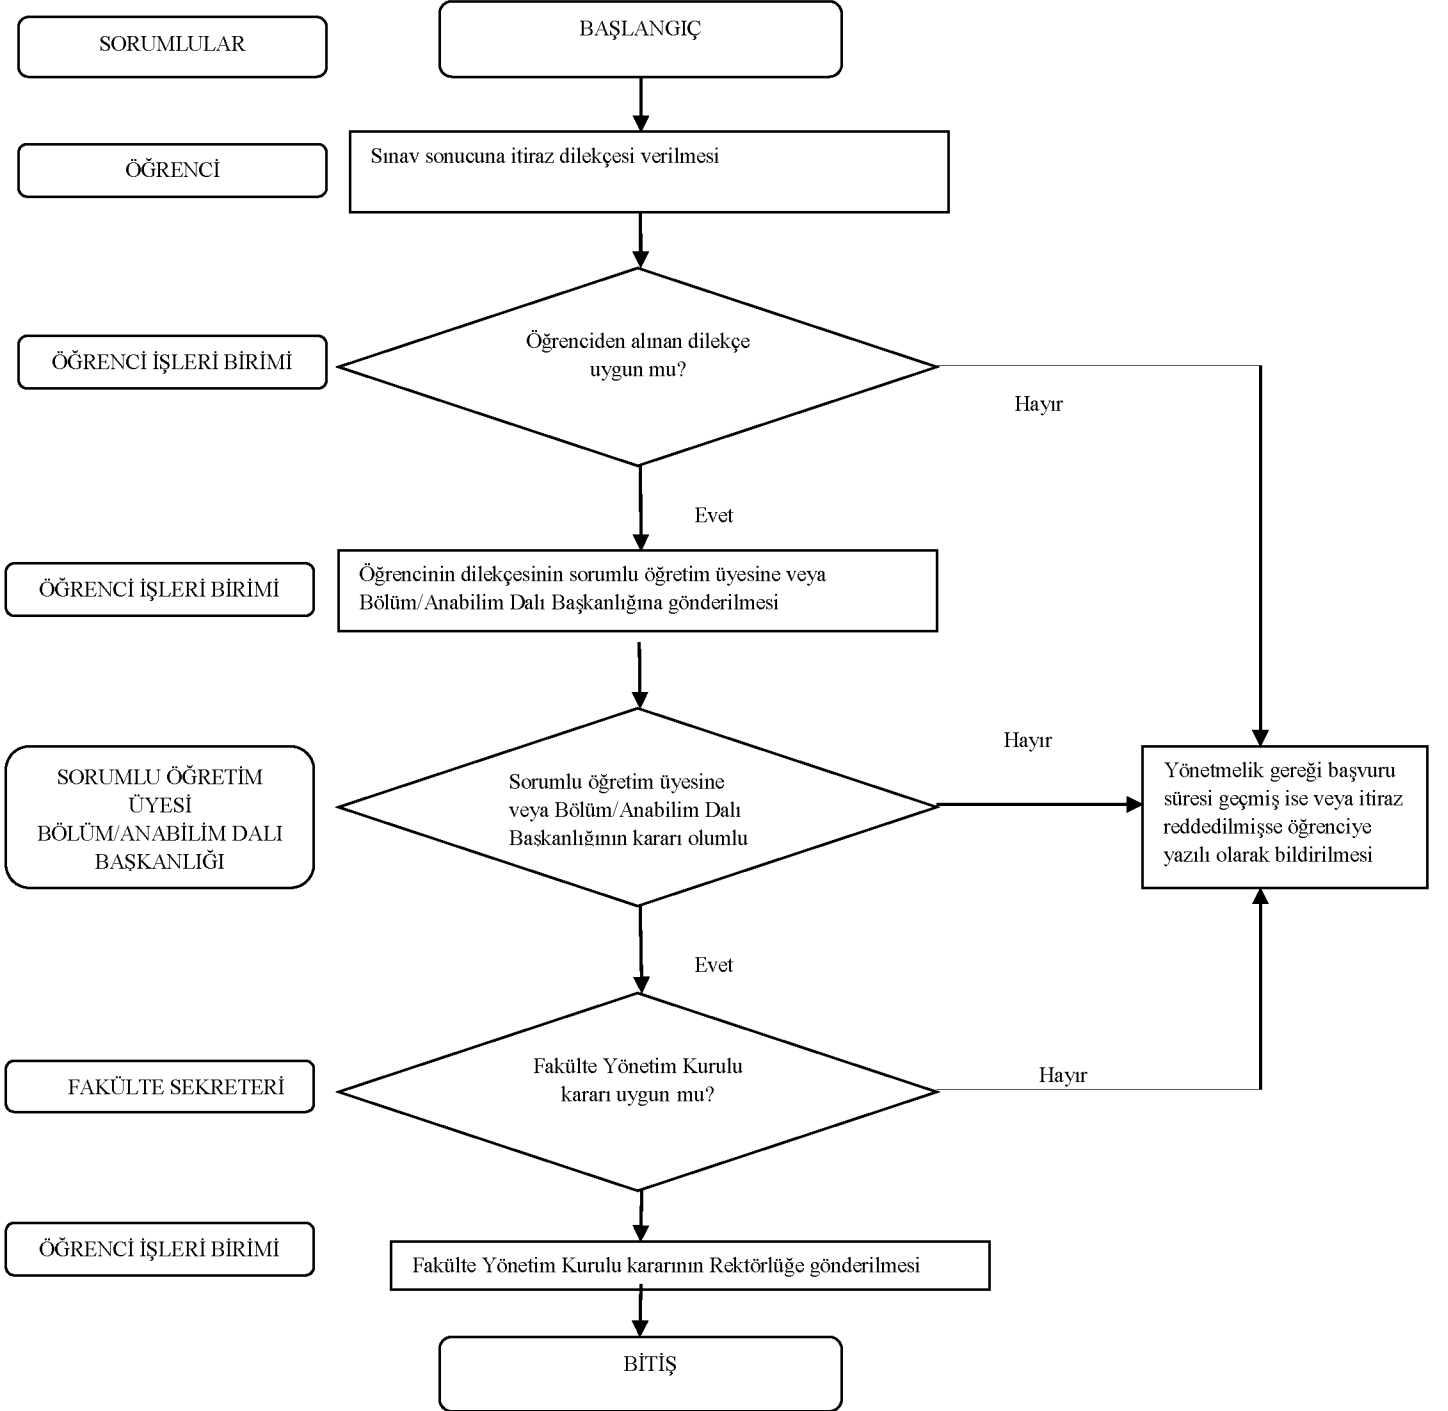 SORUMLULAR
BAŞLANGIÇ
ÖĞRENCİ
Sınav sonucuna itiraz dilekçesi verilmesi
ÖĞRENCİ İŞLERİ BİRİMİ
Öğrenciden alınan dilekçe
uygun mu?
Hayır
Evet
ÖĞRENCİ İŞLERİ BİRİMİ
Öğrencinin dilekçesinin sorumlu öğretim üyesine veya
Bölüm/Anabilim Dalı Başkanlığına gönderilmesi
SORUMLU ÖĞRETİM
ÜYESİ
BÖLÜM/ANABİLİM DALI
BAŞKANLIĞI
Sorumlu öğretim üyesine
veya Bölüm/Anabilim Dalı
Başkanlığının kararı olumlu
Hayır
Yönetmelik gereği başvuru
süresi geçmiş ise veya itiraz
reddedilmişse öğrenciye
yazılı olarak bildirilmesi
Evet
FAKÜLTE SEKRETERİ
Fakülte Yönetim Kurulu
kararı uygun mu?
Hayır
ÖĞRENCİ İŞLERİ BİRİMİ
Fakülte Yönetim Kurulu kararının Rektörlüğe gönderilmesi
BİTİŞ